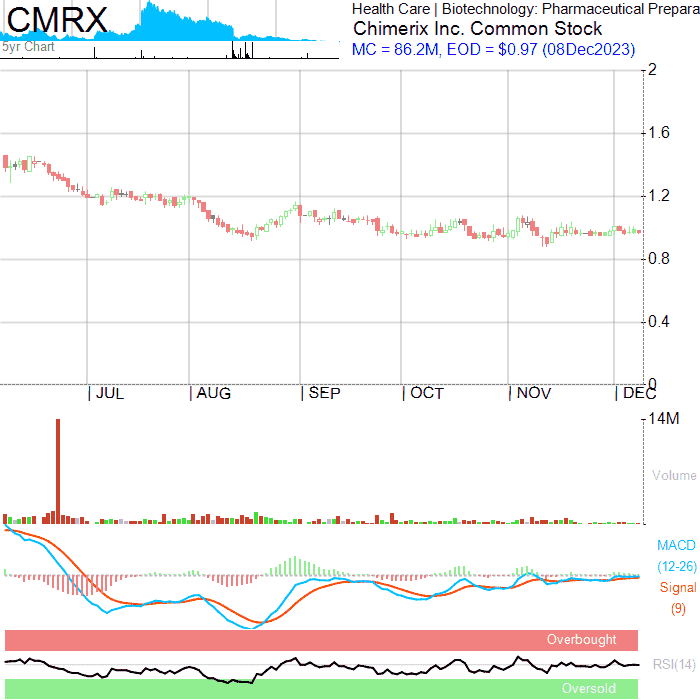 CMRX
5yr Chart
Health Care | Biotechnology: Pharmaceutical Prepara
Chimerix Inc. Common Stock
MC = 86.2M, EOD = $0.97 (08Dec2023)
2
1.6
1.2
0.8
0.4
0
JUL
AUG
SEP
OCT
NOV
DEC
14M
Volume
MACD
(12-26)
Signal
(9)
Overbought
RSI(14)
Oversold